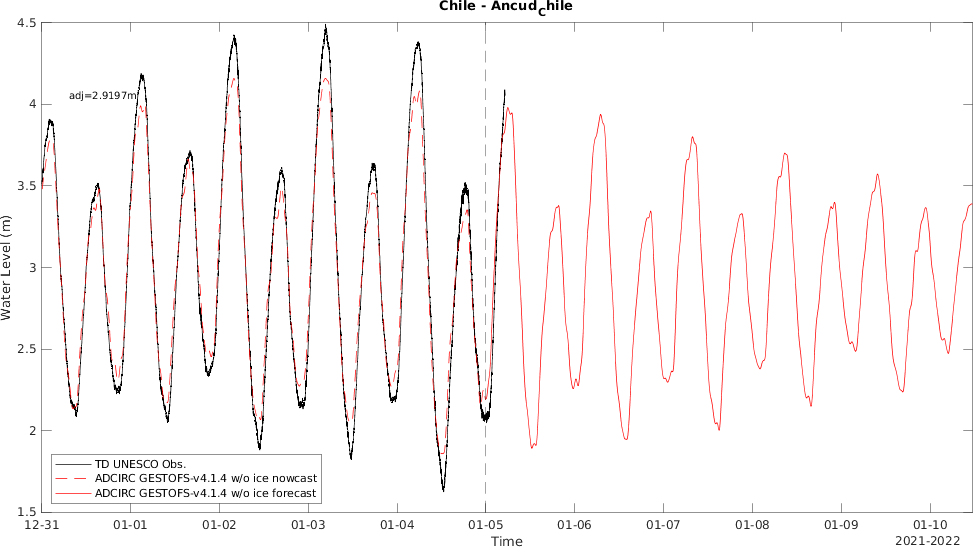 Chile - Ancud_Chile
4.5
4
3.5
3
2.5
2
1.5
Water Level (m)
adj=2.9197m
TD UNESCO Obs.
ADCIRC GESTOFS-v4.1.4 w/o ice nowcast
ADCIRC GESTOFS-v4.1.4 w/o ice forecast
12-31 01-01 01-02 01-03 01-04 01-05 01-06 01-07 01-08 01-09 01-10
Time
2021-2022